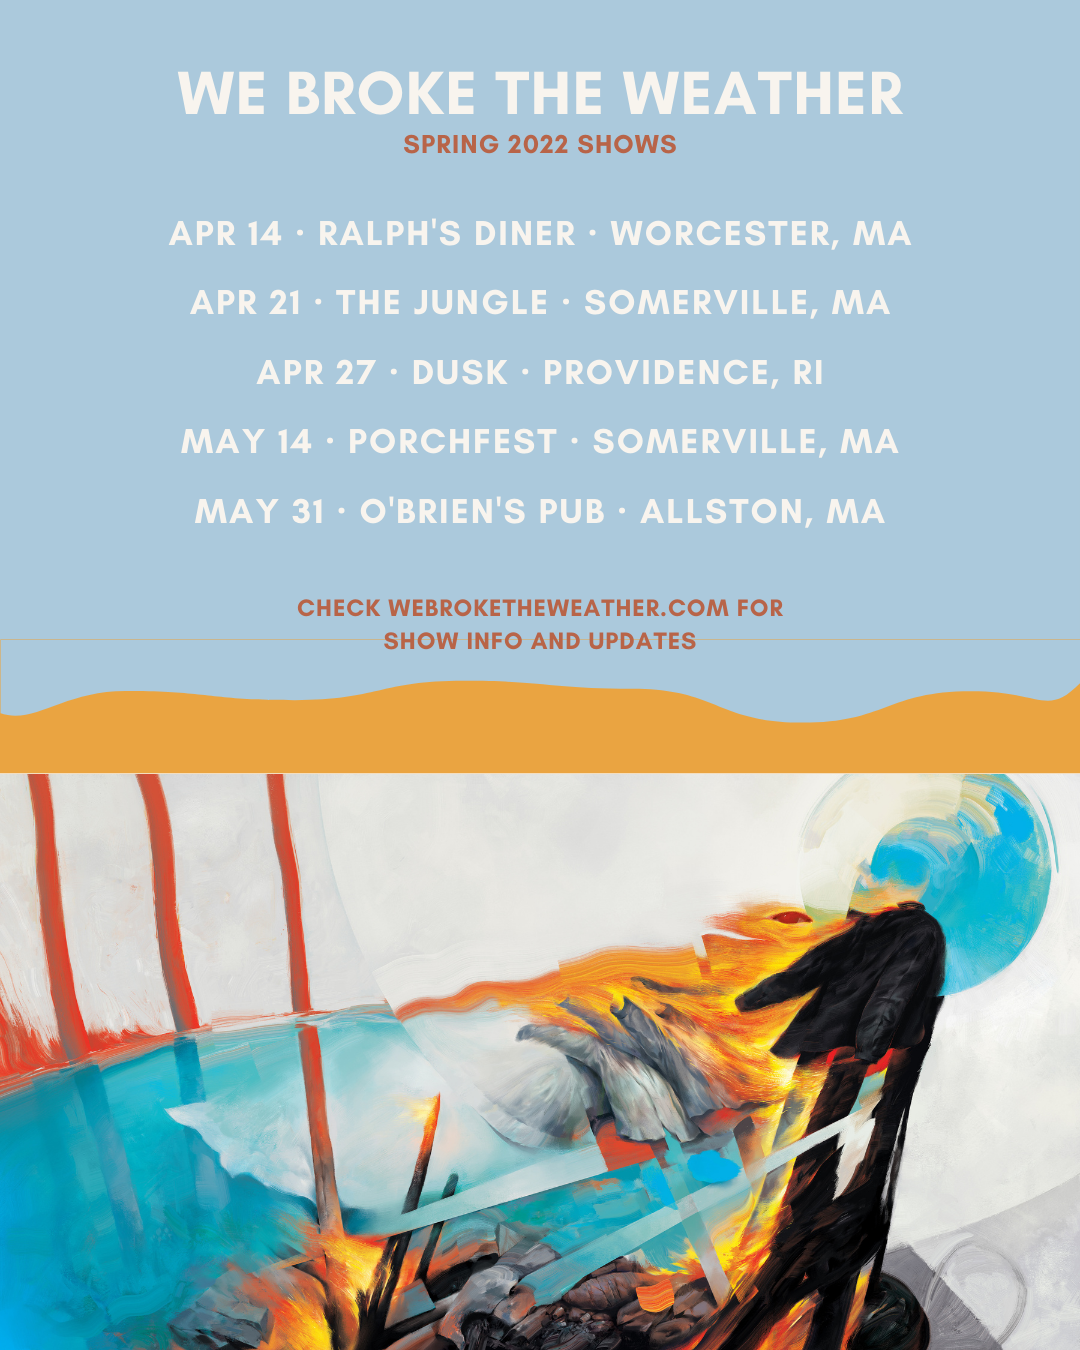 WE BROKE THE WEATHER
SPRING 2022 SHOWS
APR 14 · RALPH'S DINER · WORCESTER, MA
APR 21 · THE JUNGLE · SOMERVILLE, MA
APR 27 · DUSK · PROVIDENCE, RI
MAY 14 · PORCHFEST · SOMERVILLE, MA
MAY 31 · O'BRIEN'S PUB · ALLSTON, MA
CHECK WEBROKETHEWEATHER.COM FOR
SHOW INFO AND UPDATES